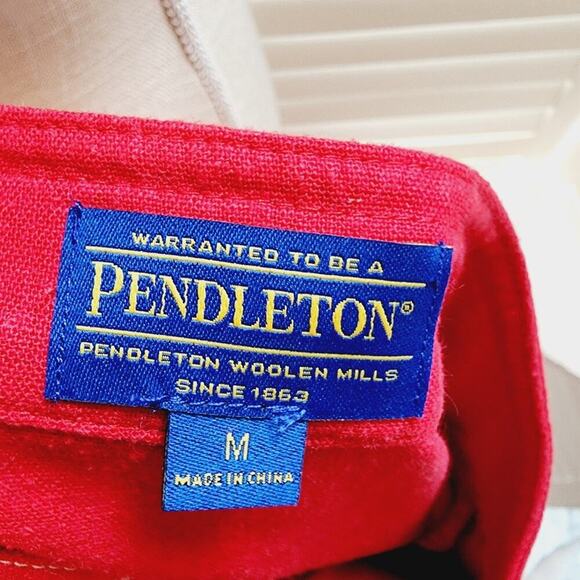 WARRANTED TO BE A
PENDLETON®
PENDLETON WOOLEN MILLS
SINCE 1863
M
MADE IN CHINA